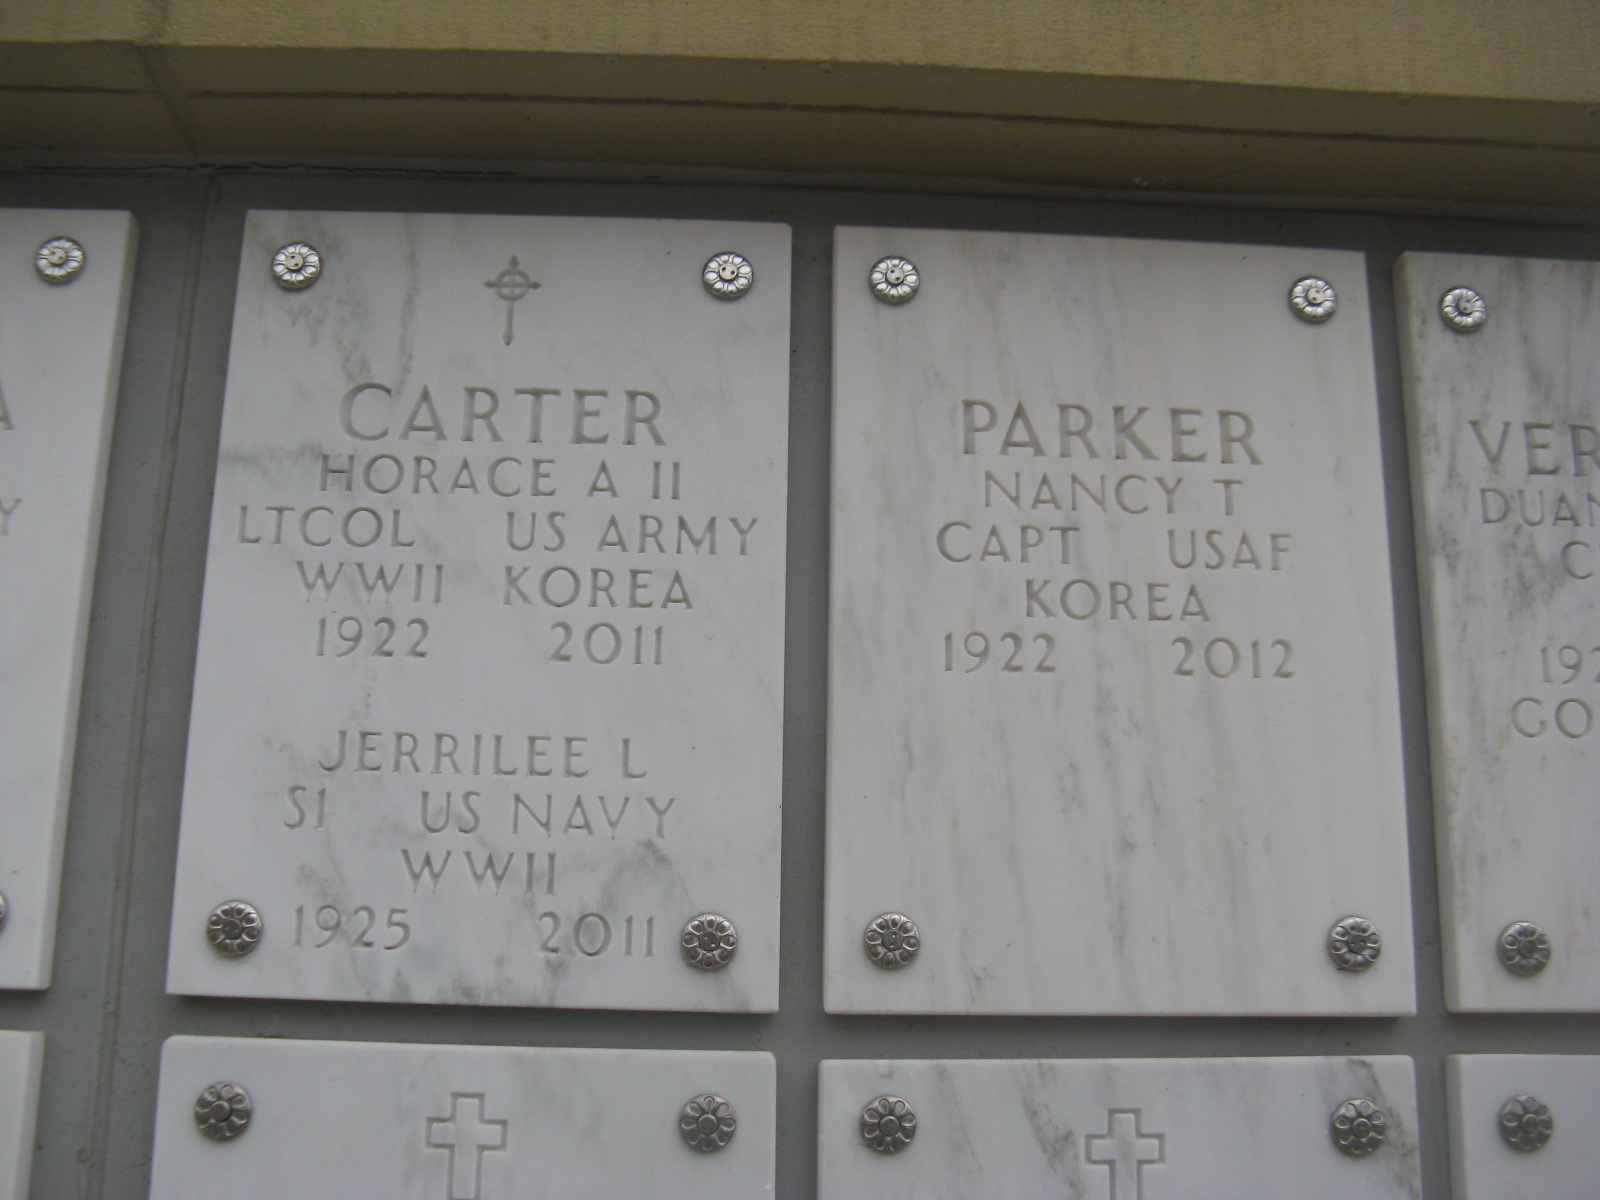 CARTER
HORACE A II
LTCOL US ARMY
WWII KOREA
1922 2011
JERRILEE L
S1 US NAVY
WWII
1925 2011
PARKER
NANCY T
CAPT USAF
KOREA
1922 2012